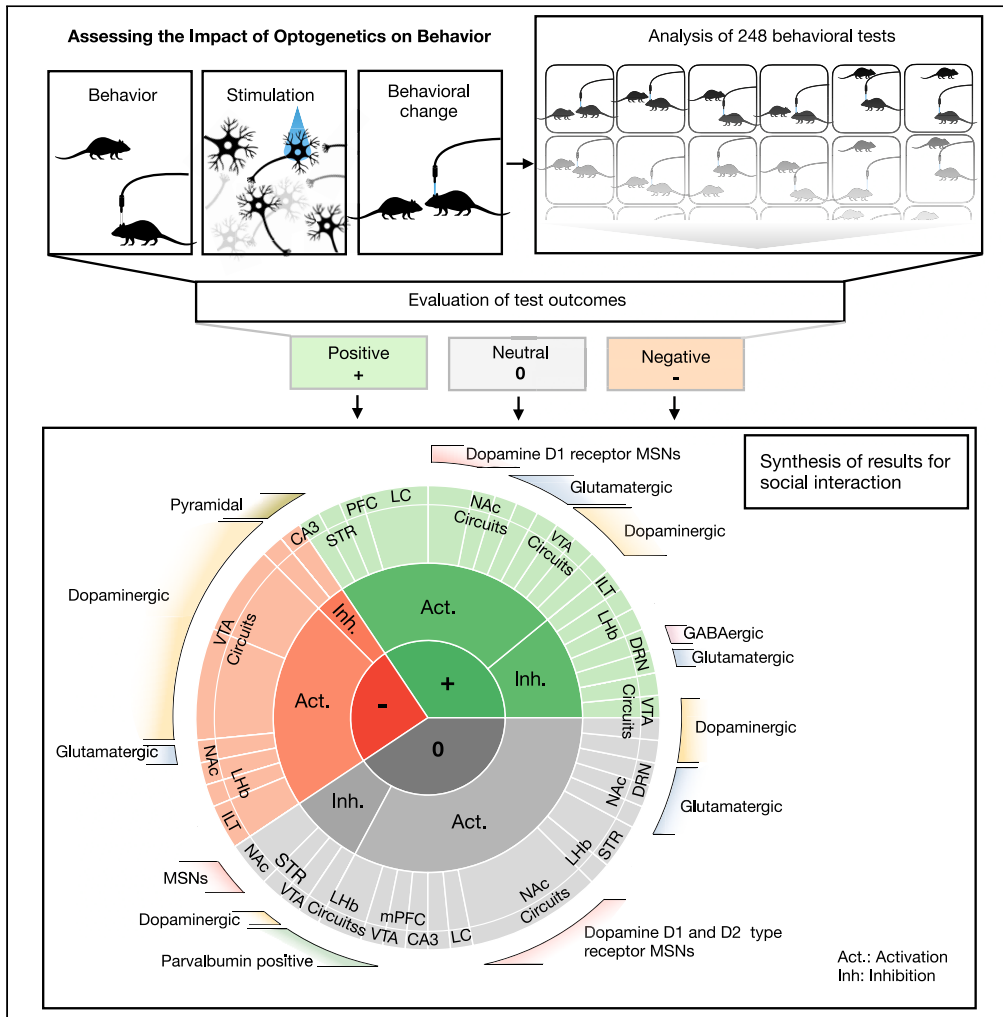 Assessing the Impact of Optogenetics on Behavior
Analysis of 248 behavioral tests
Behavior
Stimulation
Behavioral
change
Evaluation of test outcomes
Positive
+
Neutral
0
Negative
-
Synthesis of results for
social interaction
Dopamine D1 receptor MSNs
Glutamatergic
Dopaminergic
GABAergic
Glutamatergic
Dopaminergic
Glutamatergic
Dopamine D1 and D2 type
receptor MSNs
Parvalbumin positive
Dopaminergic
MSNs
Glutamatergic
Dopaminergic
Pyramidal
CA3
STR
PFC
LC
NAc
Circuits
VTA
Circuits
ILT
LHb
DRN
VTA
Circuits
DRN
NAc
STR
LHb
NAc
Circuits
LC
CA3
mPFC
VTA
LHb
Circuitss
VTA
STR
NAc
ILT
LHb
NAc
VTA
Circuits
Act.
Inh.
+
Inh.
Act.
-
0
Inh.
Act.
Act.: Activation
Inh: Inhibition